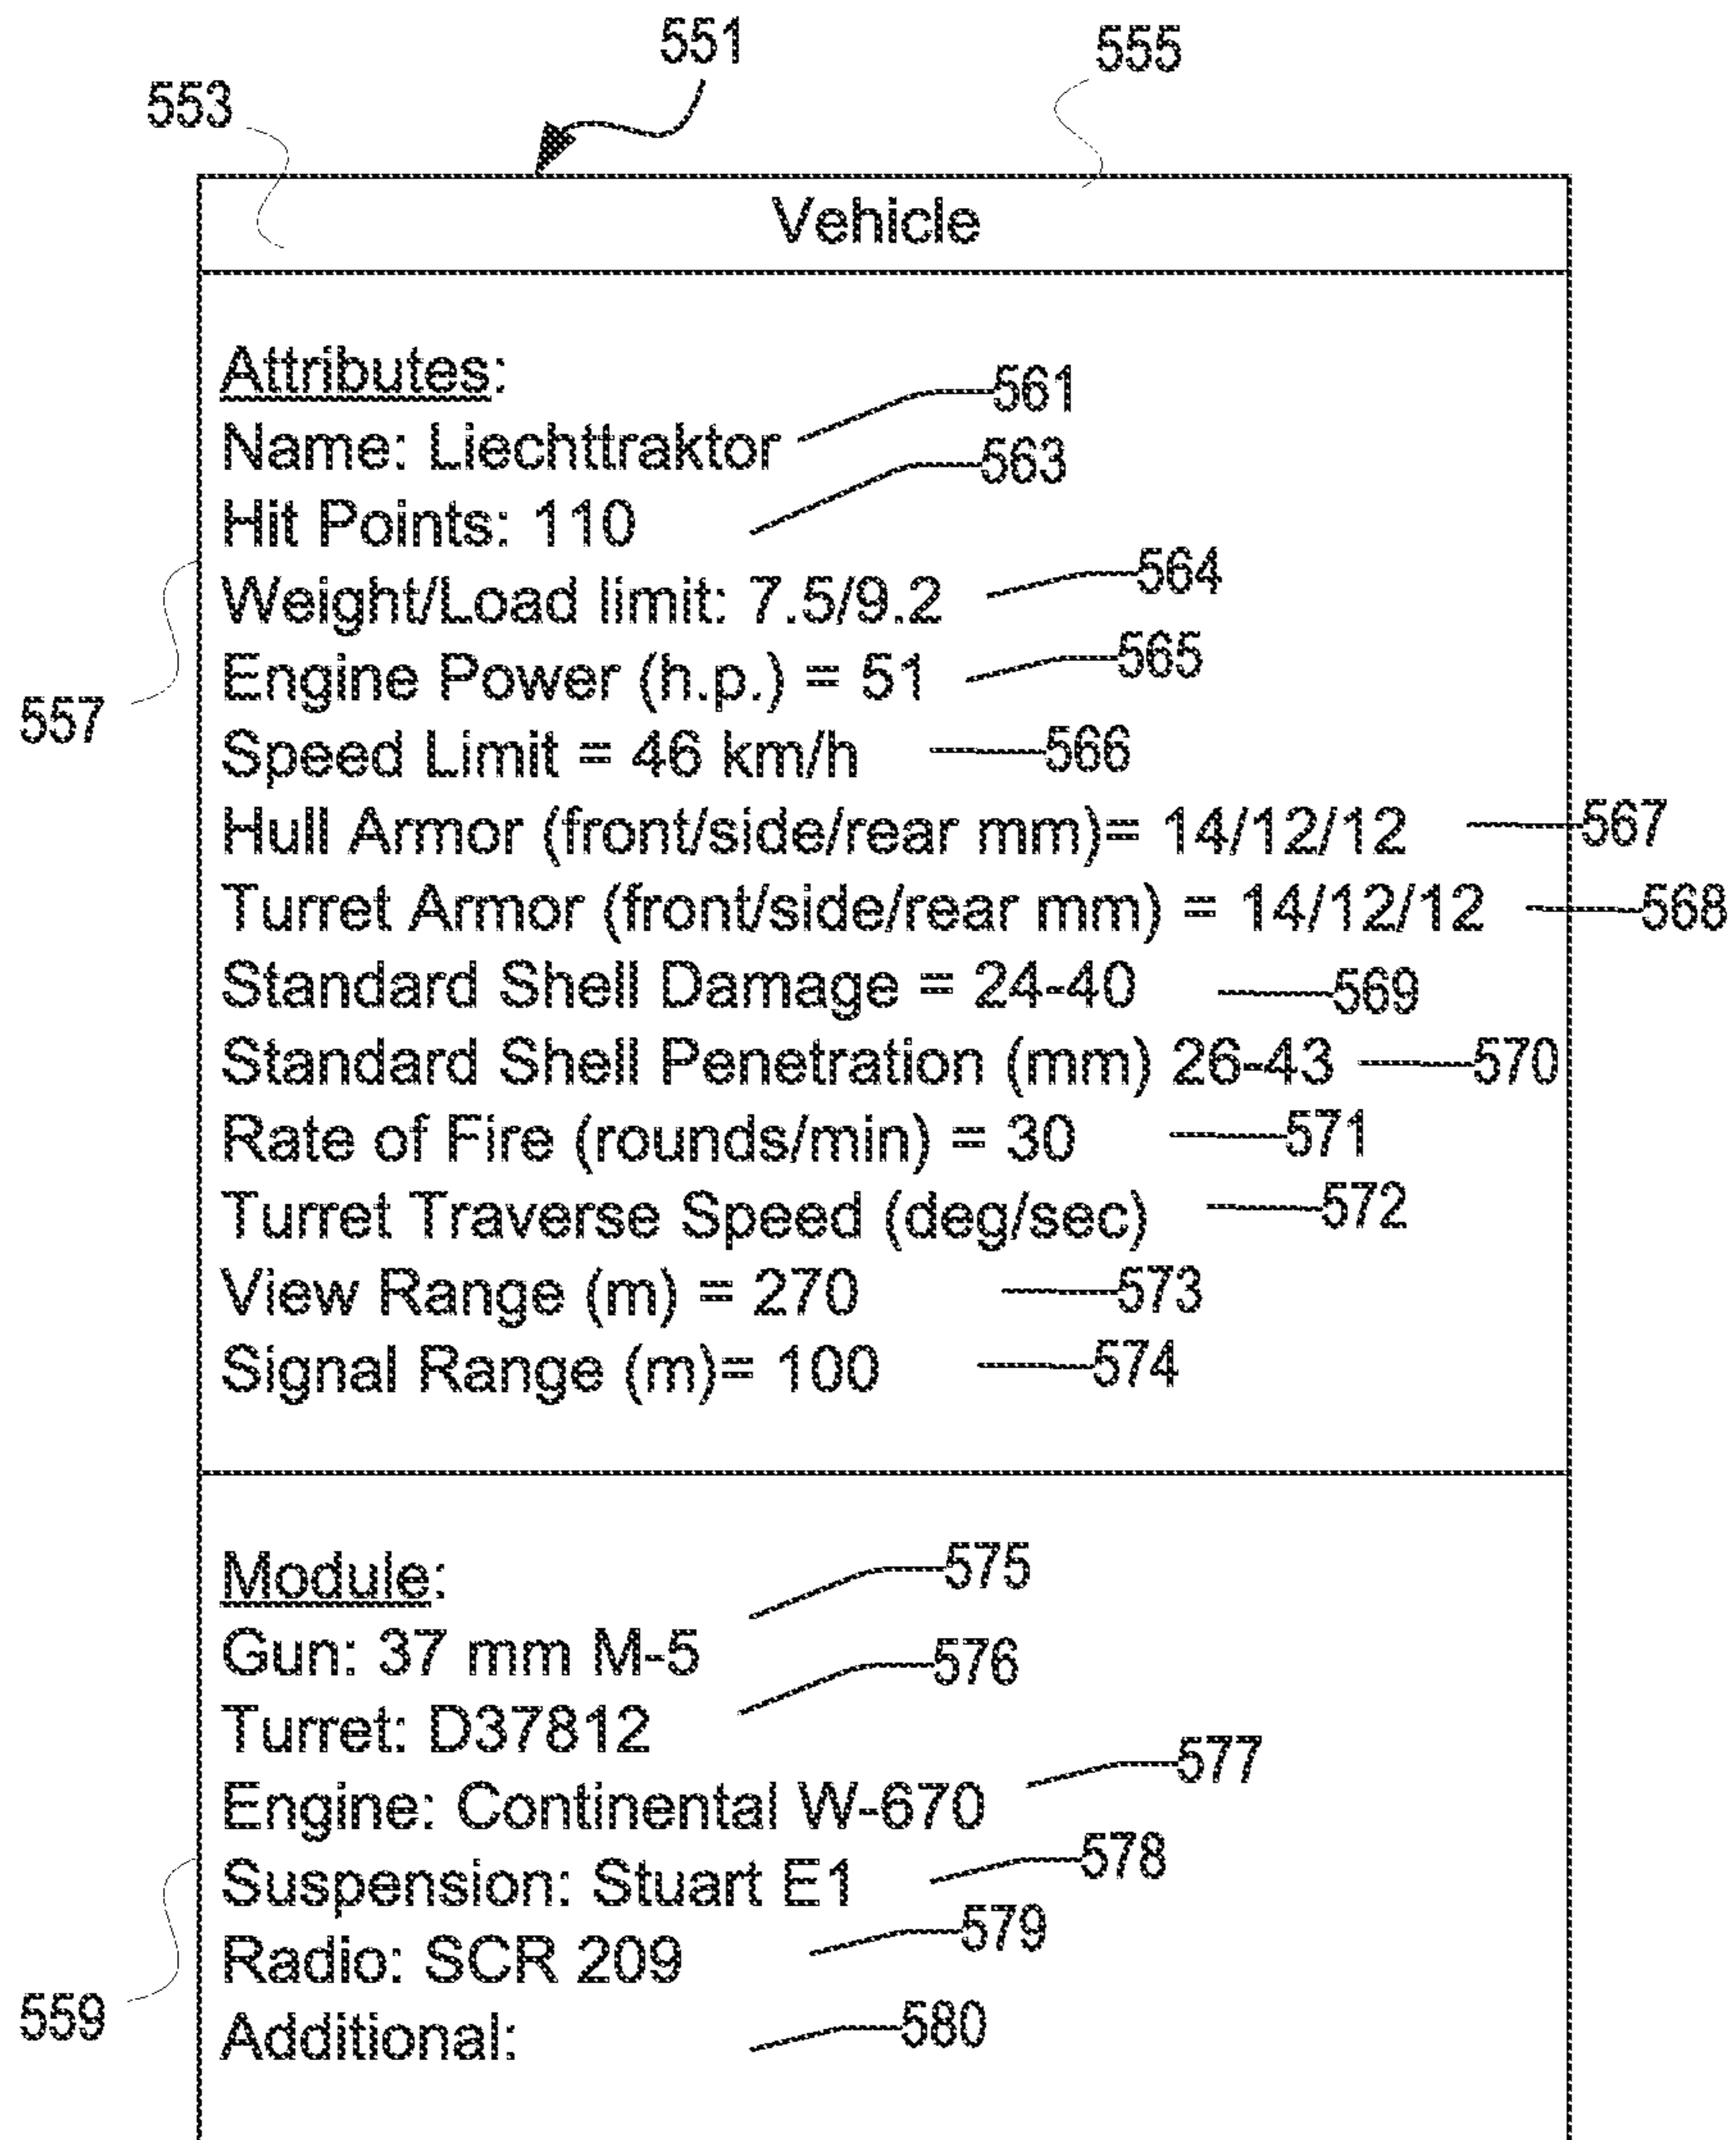 551
555
553
Vehicle
Attributes:
561
Name: Liechttraktor
563
Hit Points: 110
564
Weight/Load limit: 7.5/9.2
565
Engine Power (h.p.) = 51
557
Speed Limit = 46 km/h 566
Hull Armor (front/side/rear mm)= 14/12/12 567
Turret Armor (front/side/rear mm) = 14/12/12 568
Standard Shell Damage = 24-40 569
Standard Shell Penetration (mm) 26-43 570
Rate of Fire (rounds/min) = 30 571
Turret Traverse Speed (deg/sec) 572
View Range (m) = 270 573
Signal Range (m)= 100 574
Module: 575
Gun: 37 mm M-5 576
Turret: D37812
577
Engine: Continental W-670
578
Suspension: Stuart E1
579
Radio: SCR 209
559
Additional: 580